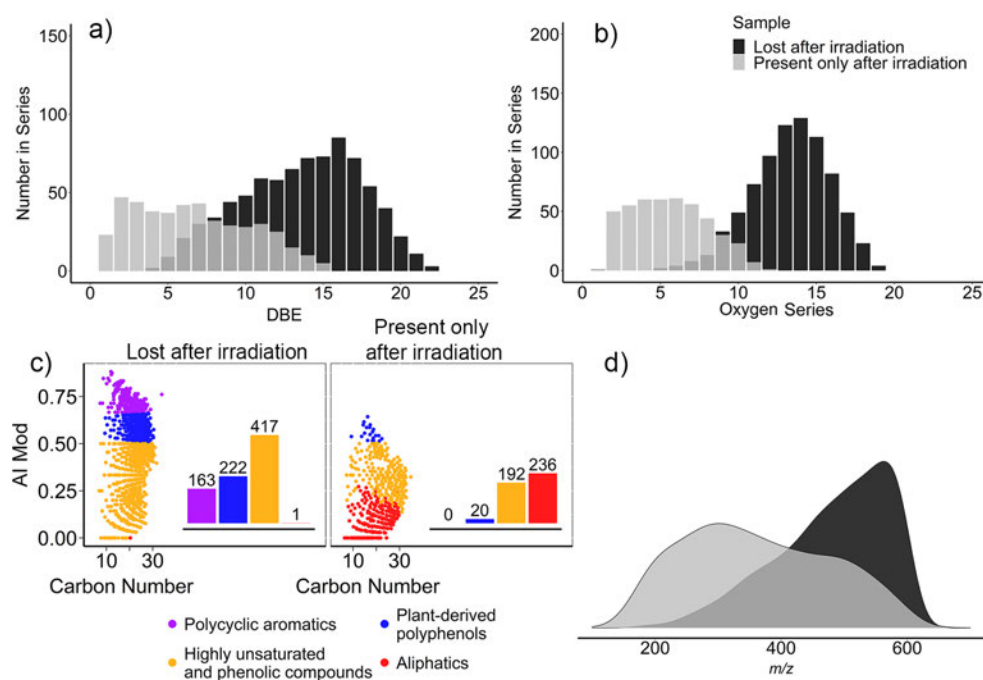 a)
150
100
50
0
Number in Series
0 5 10 15 20 25
DBE
b)
200
150
100
50
0
Number in Series
0 5 10 15 20 25
Oxygen Series
Sample
Lost after irradiation
Present only after irradiation
c)
Lost after irradiation
Present only
after irradiation
AI Mod
0.75
0.50
0.25
0.00
163
222
417
1
0
20
192
236
10 30
10 30
Carbon Number
Carbon Number
Polycyclic aromatics
Highly unsaturated
and phenolic compounds
Plant-derived
polyphenols
Aliphatics
d)
200 400 600
m/z